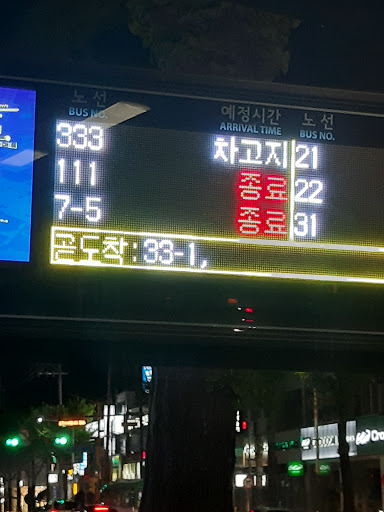 노선 예정시간 노선
BUS NO. ARRIVAL TIME BUS NO.
333 차고지 21
111 종료 22
7-5 종료 31
곧도착:33-1,